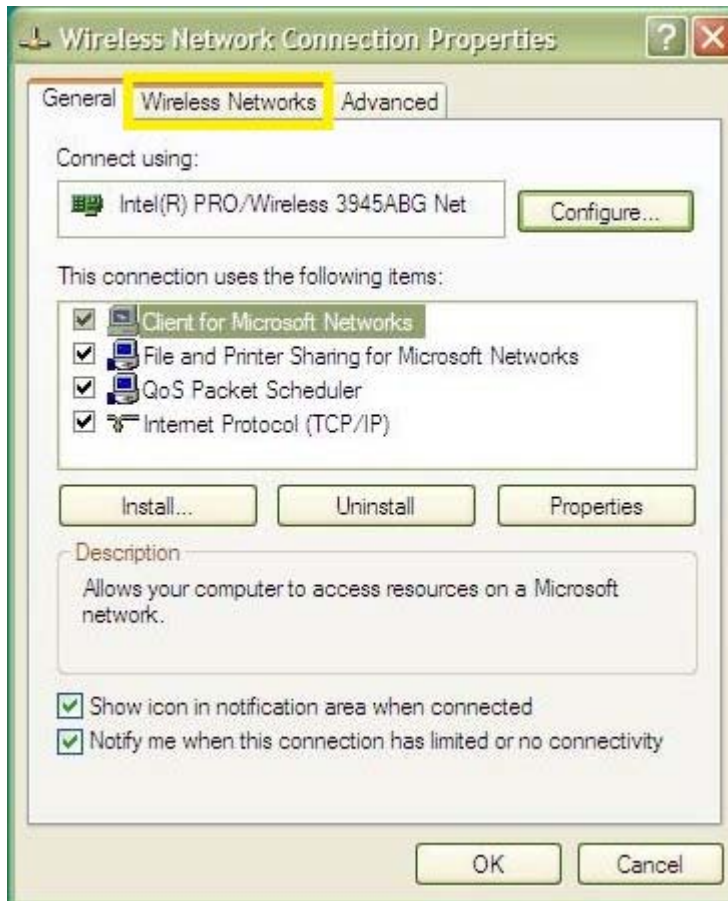 Wireless Network Connection Properties
General Wireless Networks Advanced
Connect using:
Intel(R) PRO/Wireless 3945ABG Net
Configure...
This connection uses the following items:
Client for Microsoft Networks
File and Printer Sharing for Microsoft Networks
QoS Packet Scheduler
Internet Protocol (TCP/IP)
Install... Uninstall Properties
Description
Allows your computer to access resources on a Microsoft
network.
Show icon in notification area when connected
Notify me when this connection has limited or no connectivity
OK Cancel